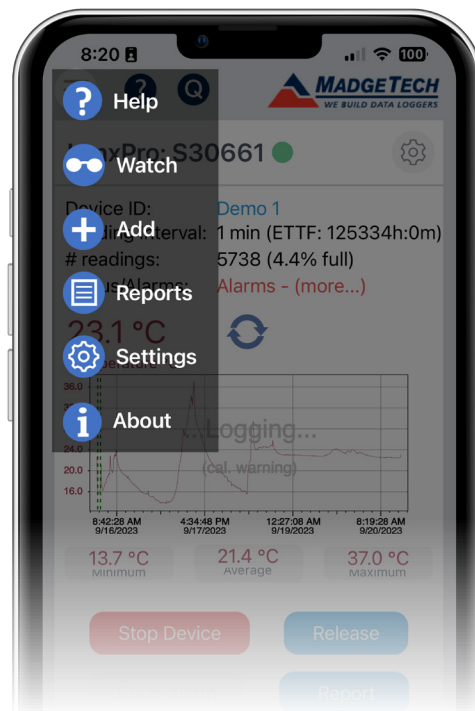 8:20
100
Help
Q
MADGETECH
WE BUILD DATA LOGGERS
S30661
Watch
Device ID: Demo 1
Add
Interval: 1 min (ETTF: 125334h:0m)
# readings: 5738 (4.4% full)
Reports
Alarms: Alarms - (more...)
23.1 °C
Settings
36.0
About
...Logging...
24.0
(cal. warning)
20.0
16.0
8:42:28 AM 4:34:48 PM 12:27:08 AM 8:19:28 AM
9/16/2023 9/17/2023 9/19/2023 9/20/2023
13.7 °C 21.4 °C 37.0 °C
Minimum Average Maximum
Stop Device Release
Report